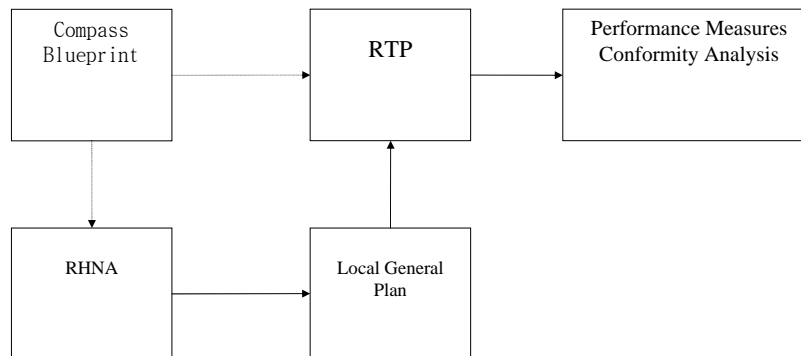 Compass
Blueprint
RTP
Performance Measures
Conformity Analysis
RHNA
Local General
Plan